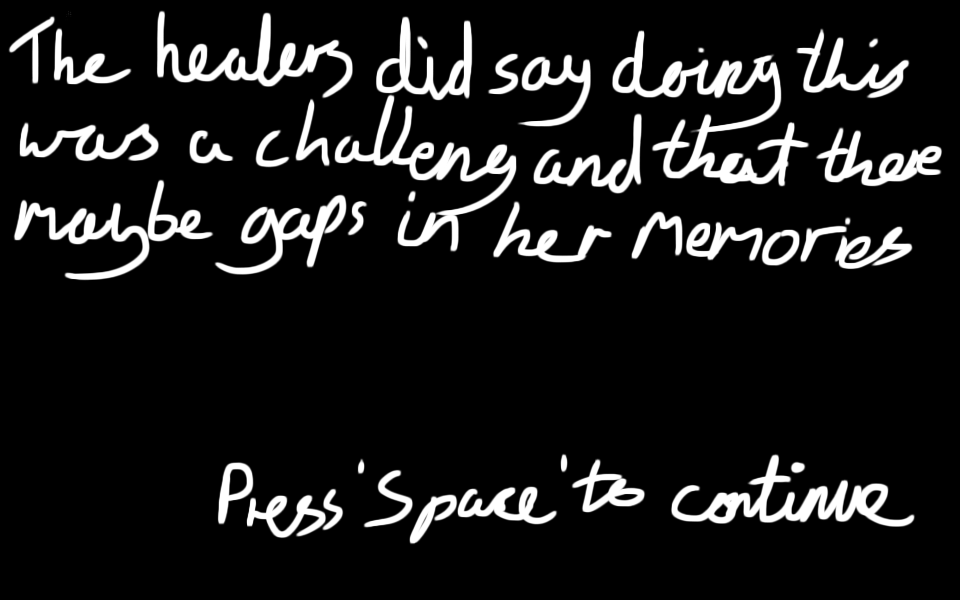 The healers did say doing this
was a challeng and that there
maybe gaps in her Memories
Press 'Space' to continue